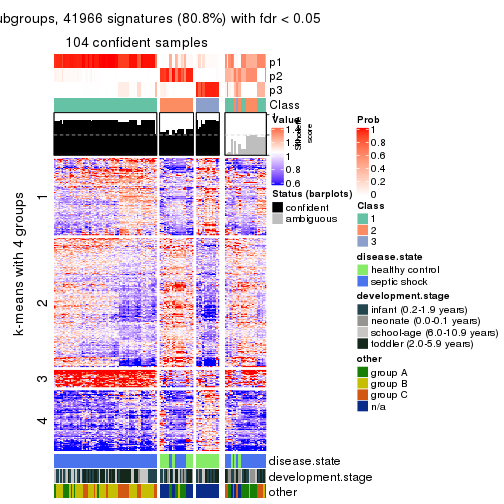 ubgroups, 41966 signatures (80.8%) with fdr < 0.05
104 confident samples
p1
p2
p3
Class
k-means with 4 groups
1
2
3
4
disease.state
development.stage
other
Value
1.4
1
0.8
0.6
Silhouette
score
Status (barplots)
confident
ambiguous
Prob
1
0.8
0.6
0.4
0.2
0
Class
1
2
3
disease.state
healthy control
septic shock
development.stage
infant (0.2-1.9 years)
neonate (0.0-0.1 years)
school-age (6.0-10.9 years)
toddler (2.0-5.9 years)
other
group A
group B
group C
n/a